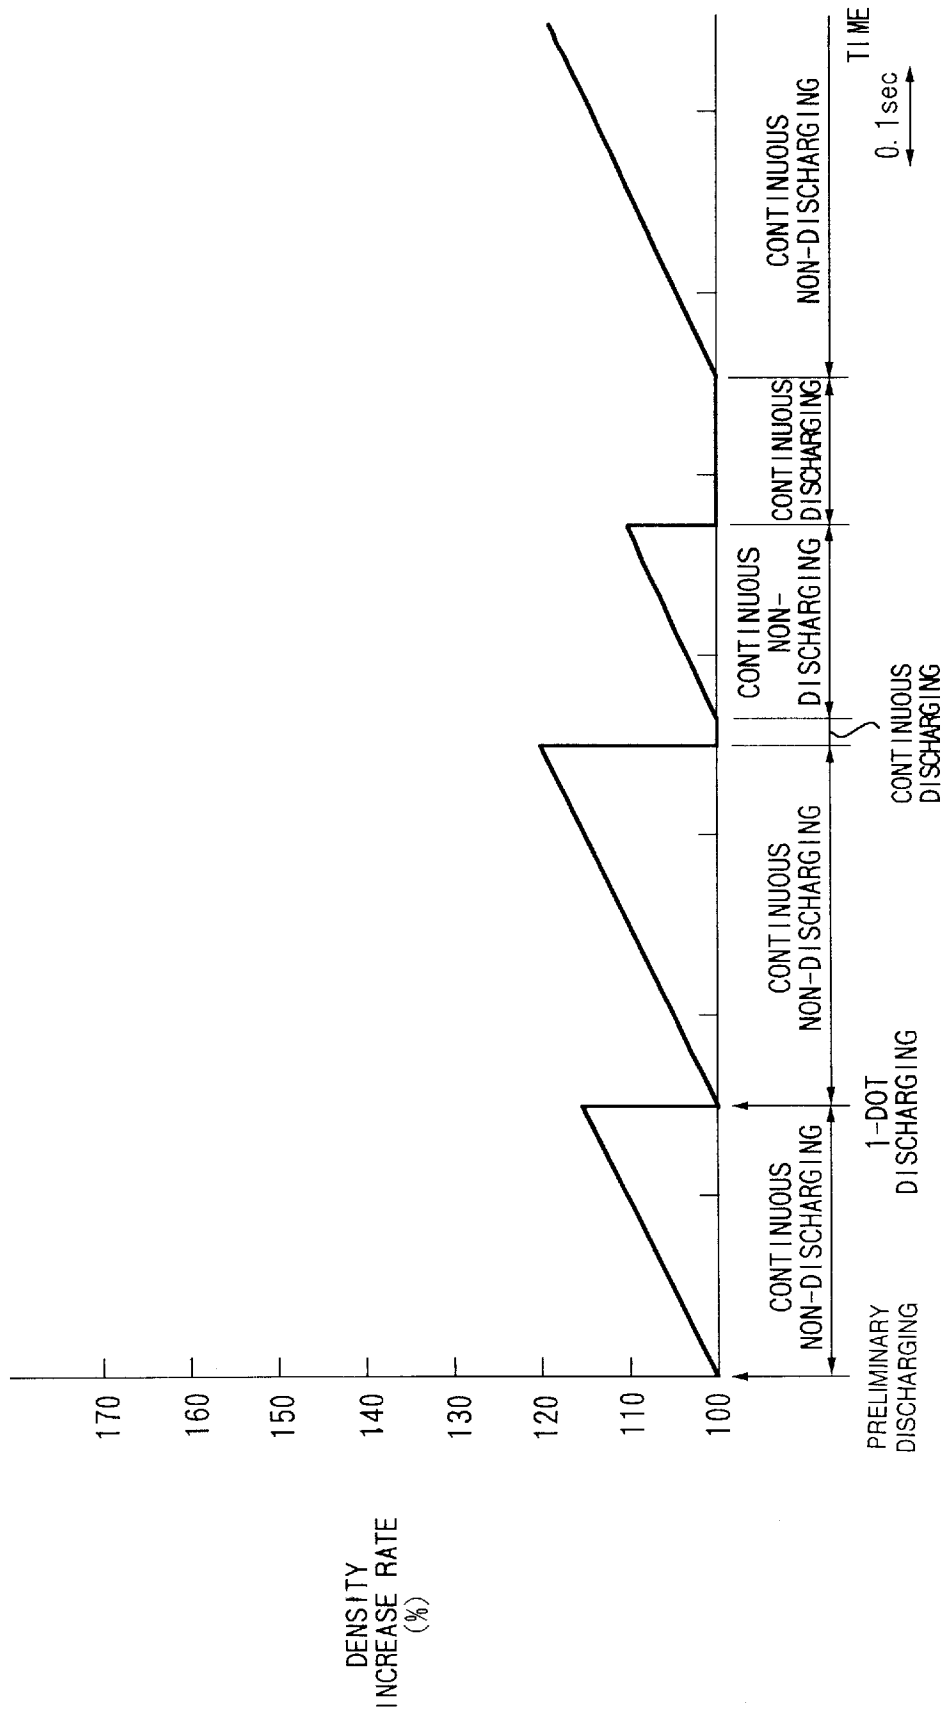 DENSITY
INCREASE RATE
(%)
170
160
150
140
130
120
110
100
CONTINUOUS
NON-DISCHARGING
CONTINUOUS
NON-DISCHARGING
CONTINUOUS
NON-
DISCHARGING
CONTINUOUS
DISCHARGING
CONTINUOUS
NON-DISCHARGING
PRELIMINARY
DISCHARGING
1-DOT
DISCHARGING
CONTINUOUS
DISCHARGING
TIME
0.1sec